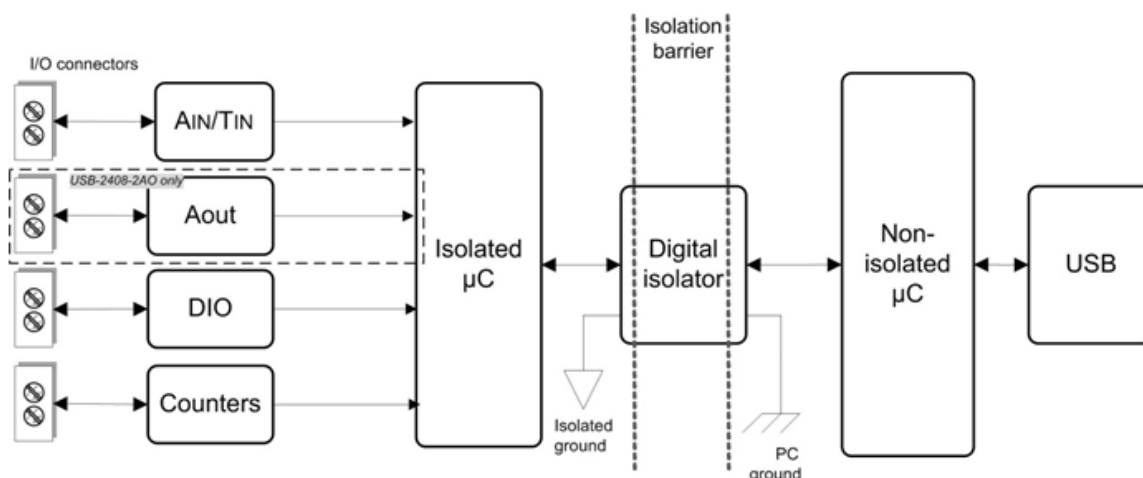 Isolation
barrier
I/O connectors
AIN/TIN
USB-2408-2AO only
Aout
Isolated
µC
Digital
isolator
Non-
isolated
µC
USB
DIO
Counters
Isolated
ground
PC
ground